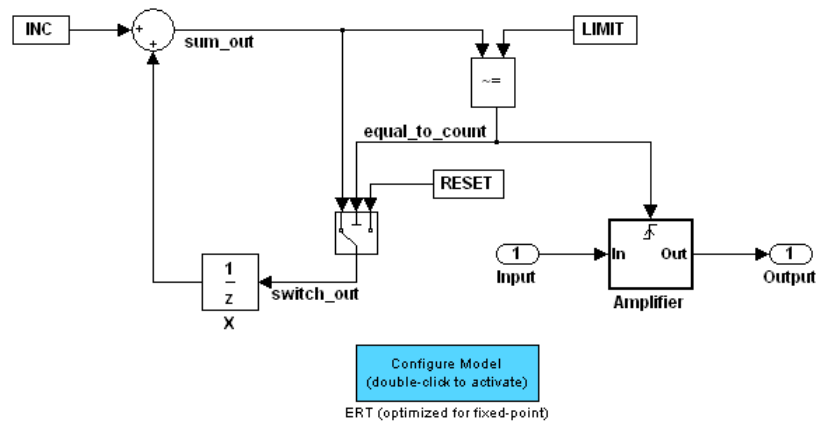 INC
+
+
sum_out
LIMIT
~=
equal_to_count
RESET
1
z
X
switch_out
1
Input
In
Out
Amplifier
1
Output
Configure Model
(double-click to activate)
ERT (optimized for fixed-point)